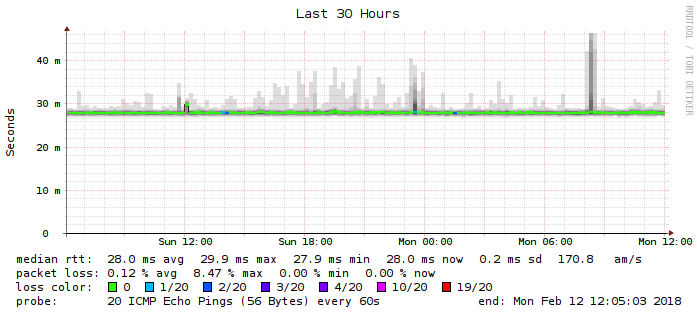 Last 30 Hours
RRDTOOL / TOBI OETIKER
Seconds
40 m
30 m
20 m
10 m
0
Sun 12:00 Sun 18:00 Mon 00:00 Mon 06:00 Mon 12:00
median rtt: 28.0 ms avg 29.9 ms max 27.9 ms min 28.0 ms now 0.2 ms sd 170.8 am/s
packet loss: 0.12 % avg 8.47 % max 0.00 % min 0.00 % now
loss color: 0 1/20 2/20 3/20 4/20 10/20 19/20
probe: 20 ICMP Echo Pings (56 Bytes) every 60s end: Mon Feb 12 12:05:03 2018